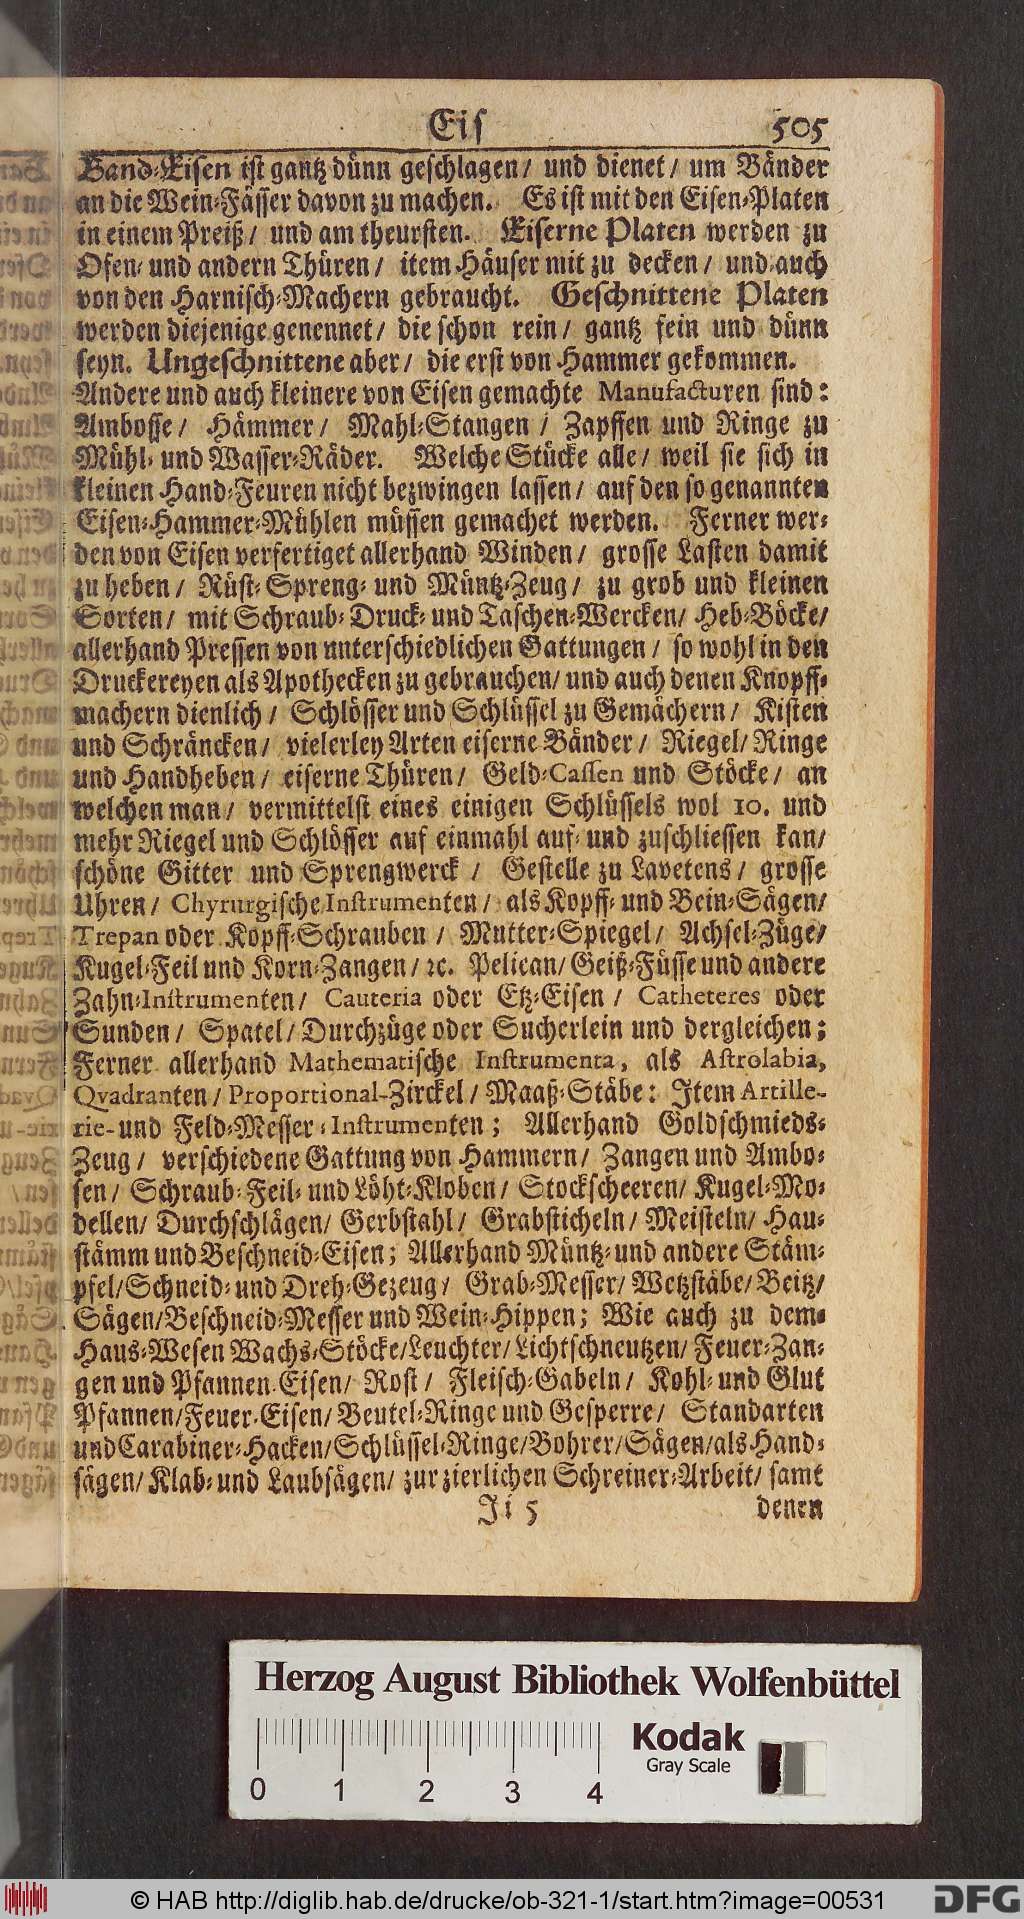 Eis 505
Band-Eisen ist gantz dünn geschlagen/ und dienet/ um Bänder
an die Wein-Fässer davon zu machen. Es ist mit den Eisen-Platen
in einem Preiß/ und am theursten. Eiserne Platen werden zu
Ofen- und andern Thüren/ item Häuser mit zu decken/ und auch
von den Harnisch-Machern gebraucht. Geschnittene Platen
werden diejenige genennet/ die schon rein/ gantz fein und dünn
seyn. Ungeschnittene aber/ die erst von Hammer gekommen.
Andere und auch kleinere von Eisen gemachte Manufacturen sind:
Ambosse/ Hämmer/ Mahl-Stangen/ Zapffen und Ringe zu
Mühl- und Wasser-Räder. Welche Stücke alle/ weil sie sich in
kleinen Hand-Feuren nicht bezwingen lassen/ auf den so genannten
Eisen-Hammer-Mühlen müssen gemachet werden. Ferner wer-
den von Eisen verfertiget allerhand Winden/ grosse Lasten damit
zu heben/ Rüst- Spreng- und Müntz-Zeug/ zu grob und kleinen
Sorten/ mit Schraub- Druck- und Taschen-Wercken/ Heb-Böcke/
allerhand Pressen von unterschiedlichen Gattungen/ so wohl in den
Druckereyen als Apothecken zu gebrauchen/ und auch denen Knopff-
machern dienlich/ Schlösser und Schlüssel zu Gemächern/ Kisten
und Schräncken/ vielerley Arten eiserne Bänder/ Riegel/ Ringe
und Handheben/ eiserne Thüren/ Geld-Cassen und Stöcke/ an
welchen man/ vermittelst eines einigen Schlüssels wol 10. und
mehr Riegel und Schlösser auf einmahl auf- und zuschliessen kan/
schöne Gitter und Sprengwerck/ Gestelle zu Lavetens/ grosse
Uhren/ Chyrurgische Instrumenten/ als Kopff- und Bein-Sägen/
Trepan oder Kopff-Schrauben/ Mutter-Spiegel/ Achsel-Züge/
Kugel-Feil und Korn-Zangen/ ꝛc. Pelican/ Geiß-Füsse und andere
Zahn-Instrumenten/ Cauteria oder Etz-Eisen/ Catheteres oder
Sunden/ Spatel/ Durchzüge oder Sucherlein und dergleichen;
Ferner allerhand Mathematische Instrumenta, als Astrolabia,
Qvadranten/ Proportional-Zirckel/ Maaß-Stäbe: Item Artille-
rie- und Feld-Messer-Instrumenten; Allerhand Goldschmieds-
Zeug/ verschiedene Gattung von Hammern/ Zangen und Ambo-
sen/ Schraub- Feil- und Löht-Kloben/ Stockscheeren/ Kugel-Mo-
dellen/ Durchschlägen/ Gerbstahl/ Grabsticheln/ Meisteln/ Hau-
stämm und Beschneid-Eisen; Allerhand Müntz- und andere Stäm-
pfel/ Schneid- und Dreh-Gezeug/ Grab-Messer/ Wetzstäbe/ Beitz/
Sägen/ Beschneid-Messer und Wein-Hippen; Wie auch zu dem-
Haus-Wesen Wachs-Stöcke/ Leuchter/ Lichtschneutzen/ Feuer-Zan-
gen und Pfannen-Eisen/ Rost/ Fleisch-Gabeln/ Kohl- und Glut
Pfannen/ Feuer-Eisen/ Beutel-Ringe und Gesperre/ Standarten
und Carabiner-Hacken/ Schlüssel-Ringe/ Bohrer/ Sägen/ als Hand-
sägen/ Klab- und Laubsägen/ zur zierlichen Schreiner-Arbeit/ samt
Ii 5 denen
Herzog August Bibliothek Wolfenbüttel
Kodak
Gray Scale
0 1 2 3 4
© HAB http://diglib.hab.de/drucke/ob-321-1/start.htm?image=00531
DFG